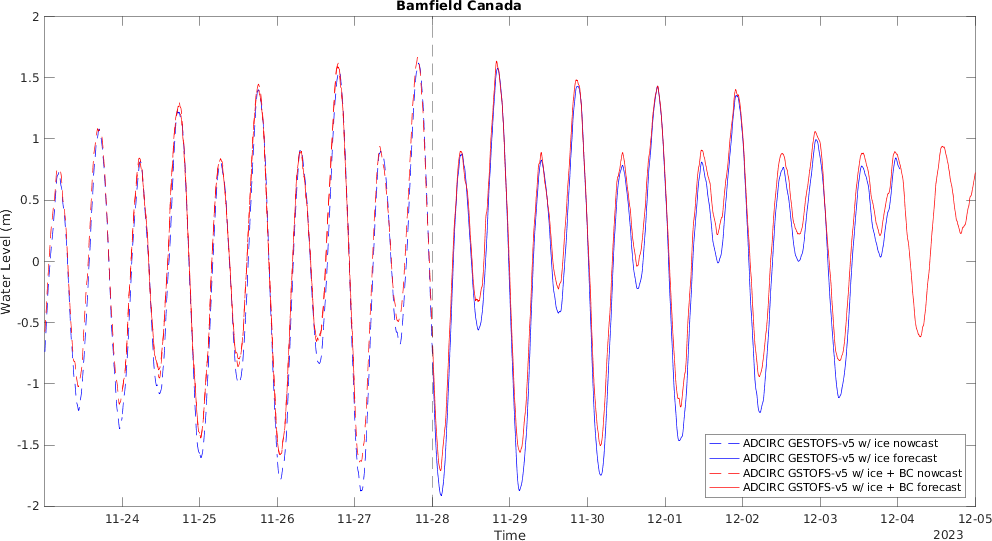 Bamfield Canada
2
1.5
1
0.5
0
-0.5
-1
-1.5
-2
Water Level (m)
11-24 11-25 11-26 11-27 11-28 11-29 11-30 12-01 12-02 12-03 12-04 12-05
Time
2023
ADCIRC GESTOFS-v5 w/ ice nowcast
ADCIRC GESTOFS-v5 w/ ice forecast
ADCIRC GSTOFS-v5 w/ ice + BC nowcast
ADCIRC GSTOFS-v5 w/ ice + BC forecast